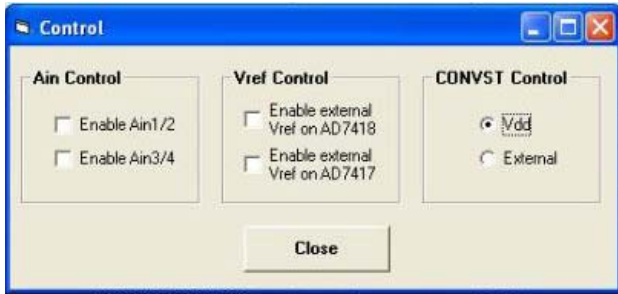 Control
Ain Control
Enable Ain1/2
Enable Ain3/4
Vref Control
Enable external
Vref on AD7418
Enable external
Vref on AD7417
CONVST Control
Vdd
External
Close